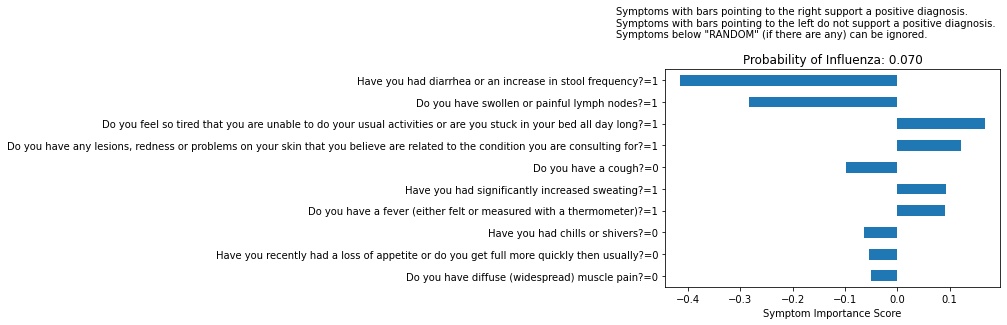 Symptoms with bars pointing to the right support a positive diagnosis.
Symptoms with bars pointing to the left do not support a positive diagnosis.
Symptoms below "RANDOM" (if there are any) can be ignored.
Probability of Influenza: 0.070
Have you had diarrhea or an increase in stool frequency?=1
Do you have swollen or painful lymph nodes?=1
Do you feel so tired that you are unable to do your usual activities or are you stuck in your bed all day long?=1
Do you have any lesions, redness or problems on your skin that you believe are related to the condition you are consulting for?=1
Do you have a cough?=0
Have you had significantly increased sweating?=1
Do you have a fever (either felt or measured with a thermometer)?=1
Have you had chills or shivers?=0
Have you recently had a loss of appetite or do you get full more quickly then usually?=0
Do you have diffuse (widespread) muscle pain?=0
−0.4 −0.3 −0.2 −0.1 0.0 0.1
Symptom Importance Score